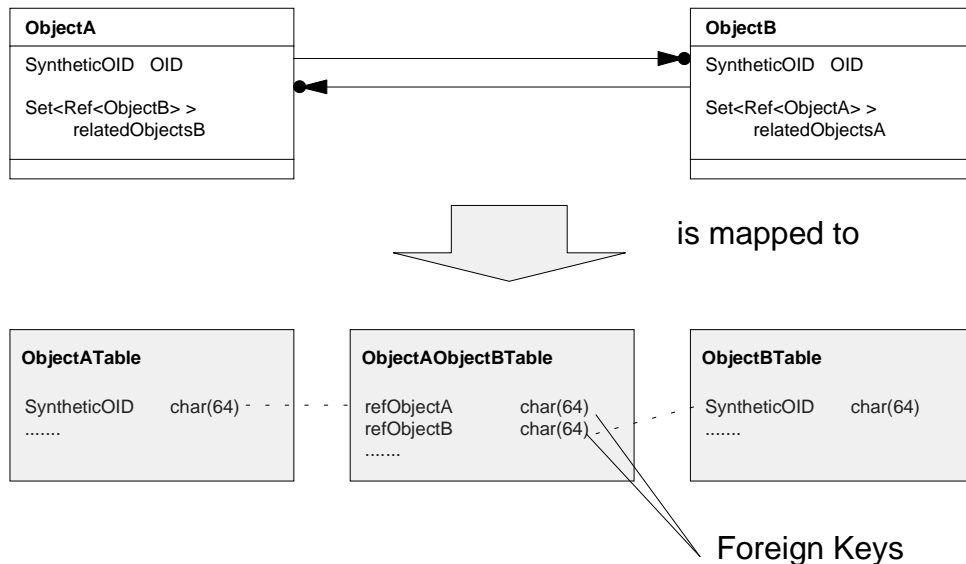 ObjectA
SyntheticOID OID
Set<Ref<ObjectB> >
relatedObjectsB
ObjectB
SyntheticOID OID
Set<Ref<ObjectA> >
relatedObjectsA
is mapped to
ObjectATable
SyntheticOID char(64)
.......
ObjectAObjectBTable
refObjectA char(64)
refObjectB char(64)
.......
ObjectBTable
SyntheticOID char(64)
.......
Foreign Keys